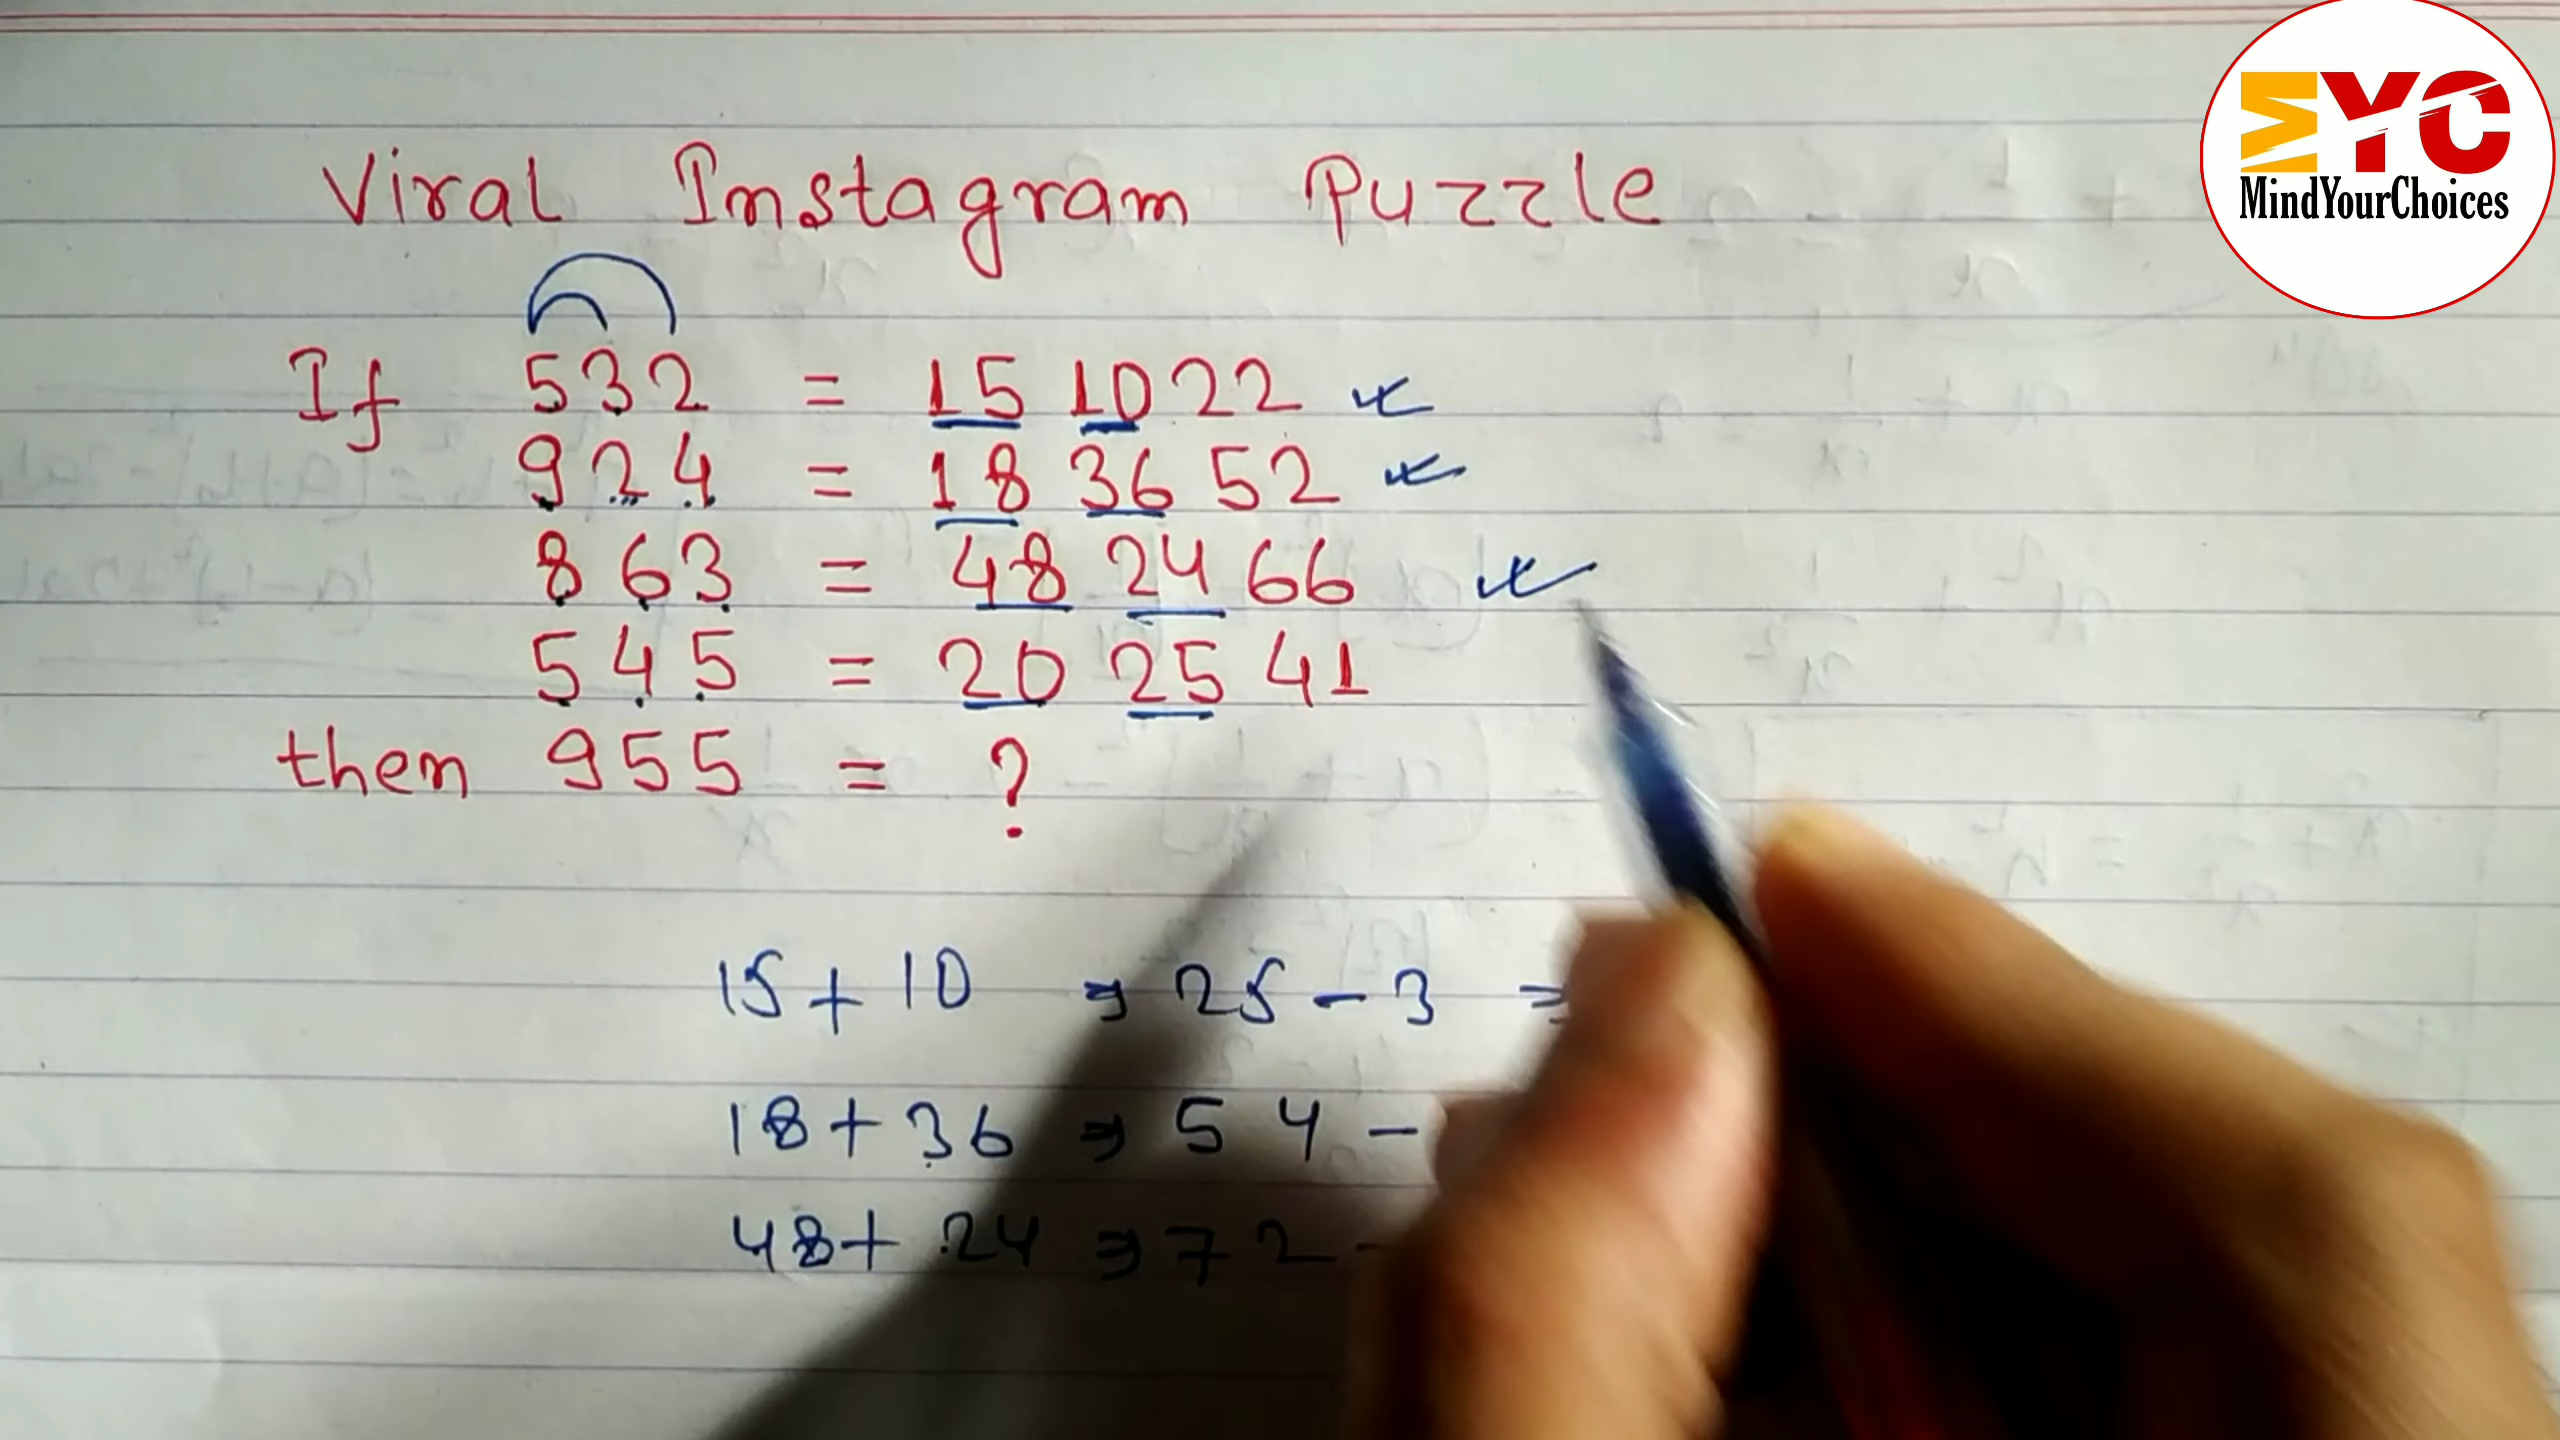 MYC
MindYourChoices
Viral Instagram Puzzle
If 532 = 15 10 22
924 = 18 36 52
863 = 48 24 66
545 = 20 25 41
then 955 = ?
15 + 10 ⇒ 25 - 3 ⇒
18 + 36 ⇒ 54 -
48 + 24 ⇒ 72 -